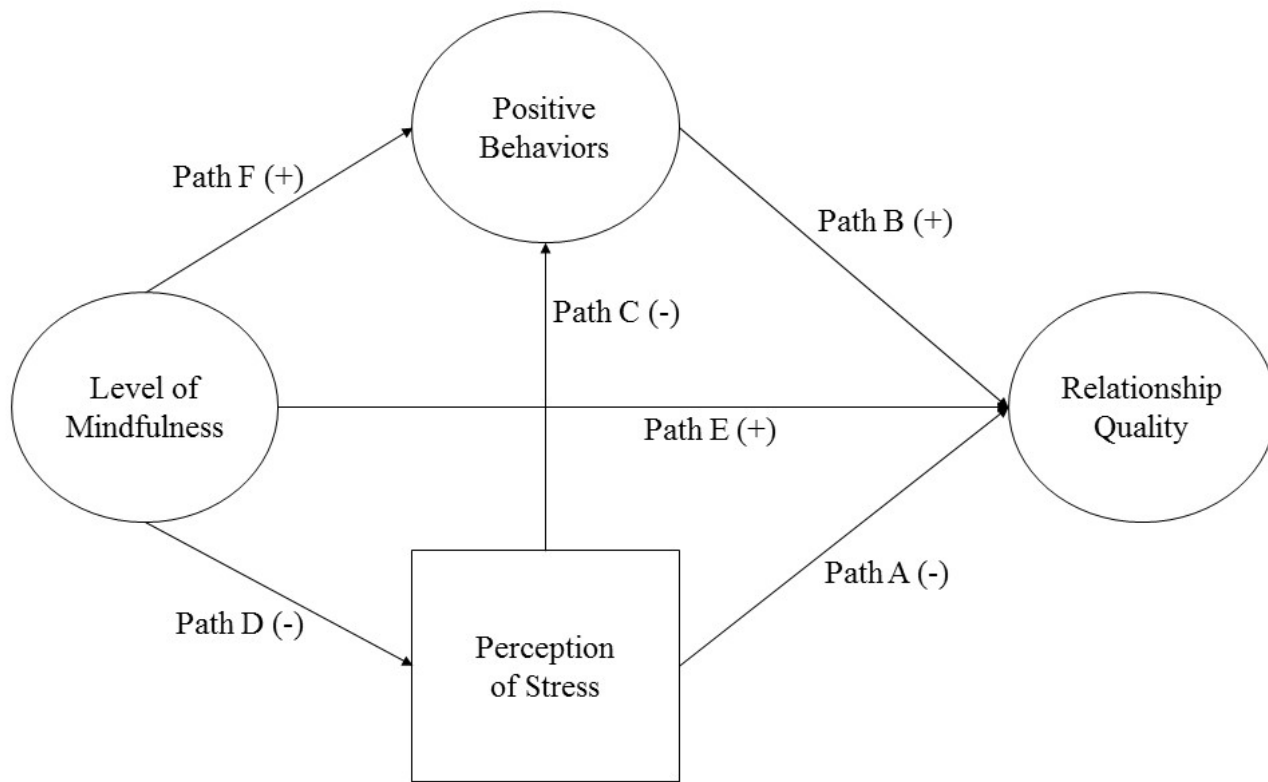 Positive
Behaviors
Path F (+)
Path B (+)
Path C (-)
Level of
Mindfulness
Relationship
Quality
Path E (+)
Path A (-)
Path D (-)
Perception
of Stress